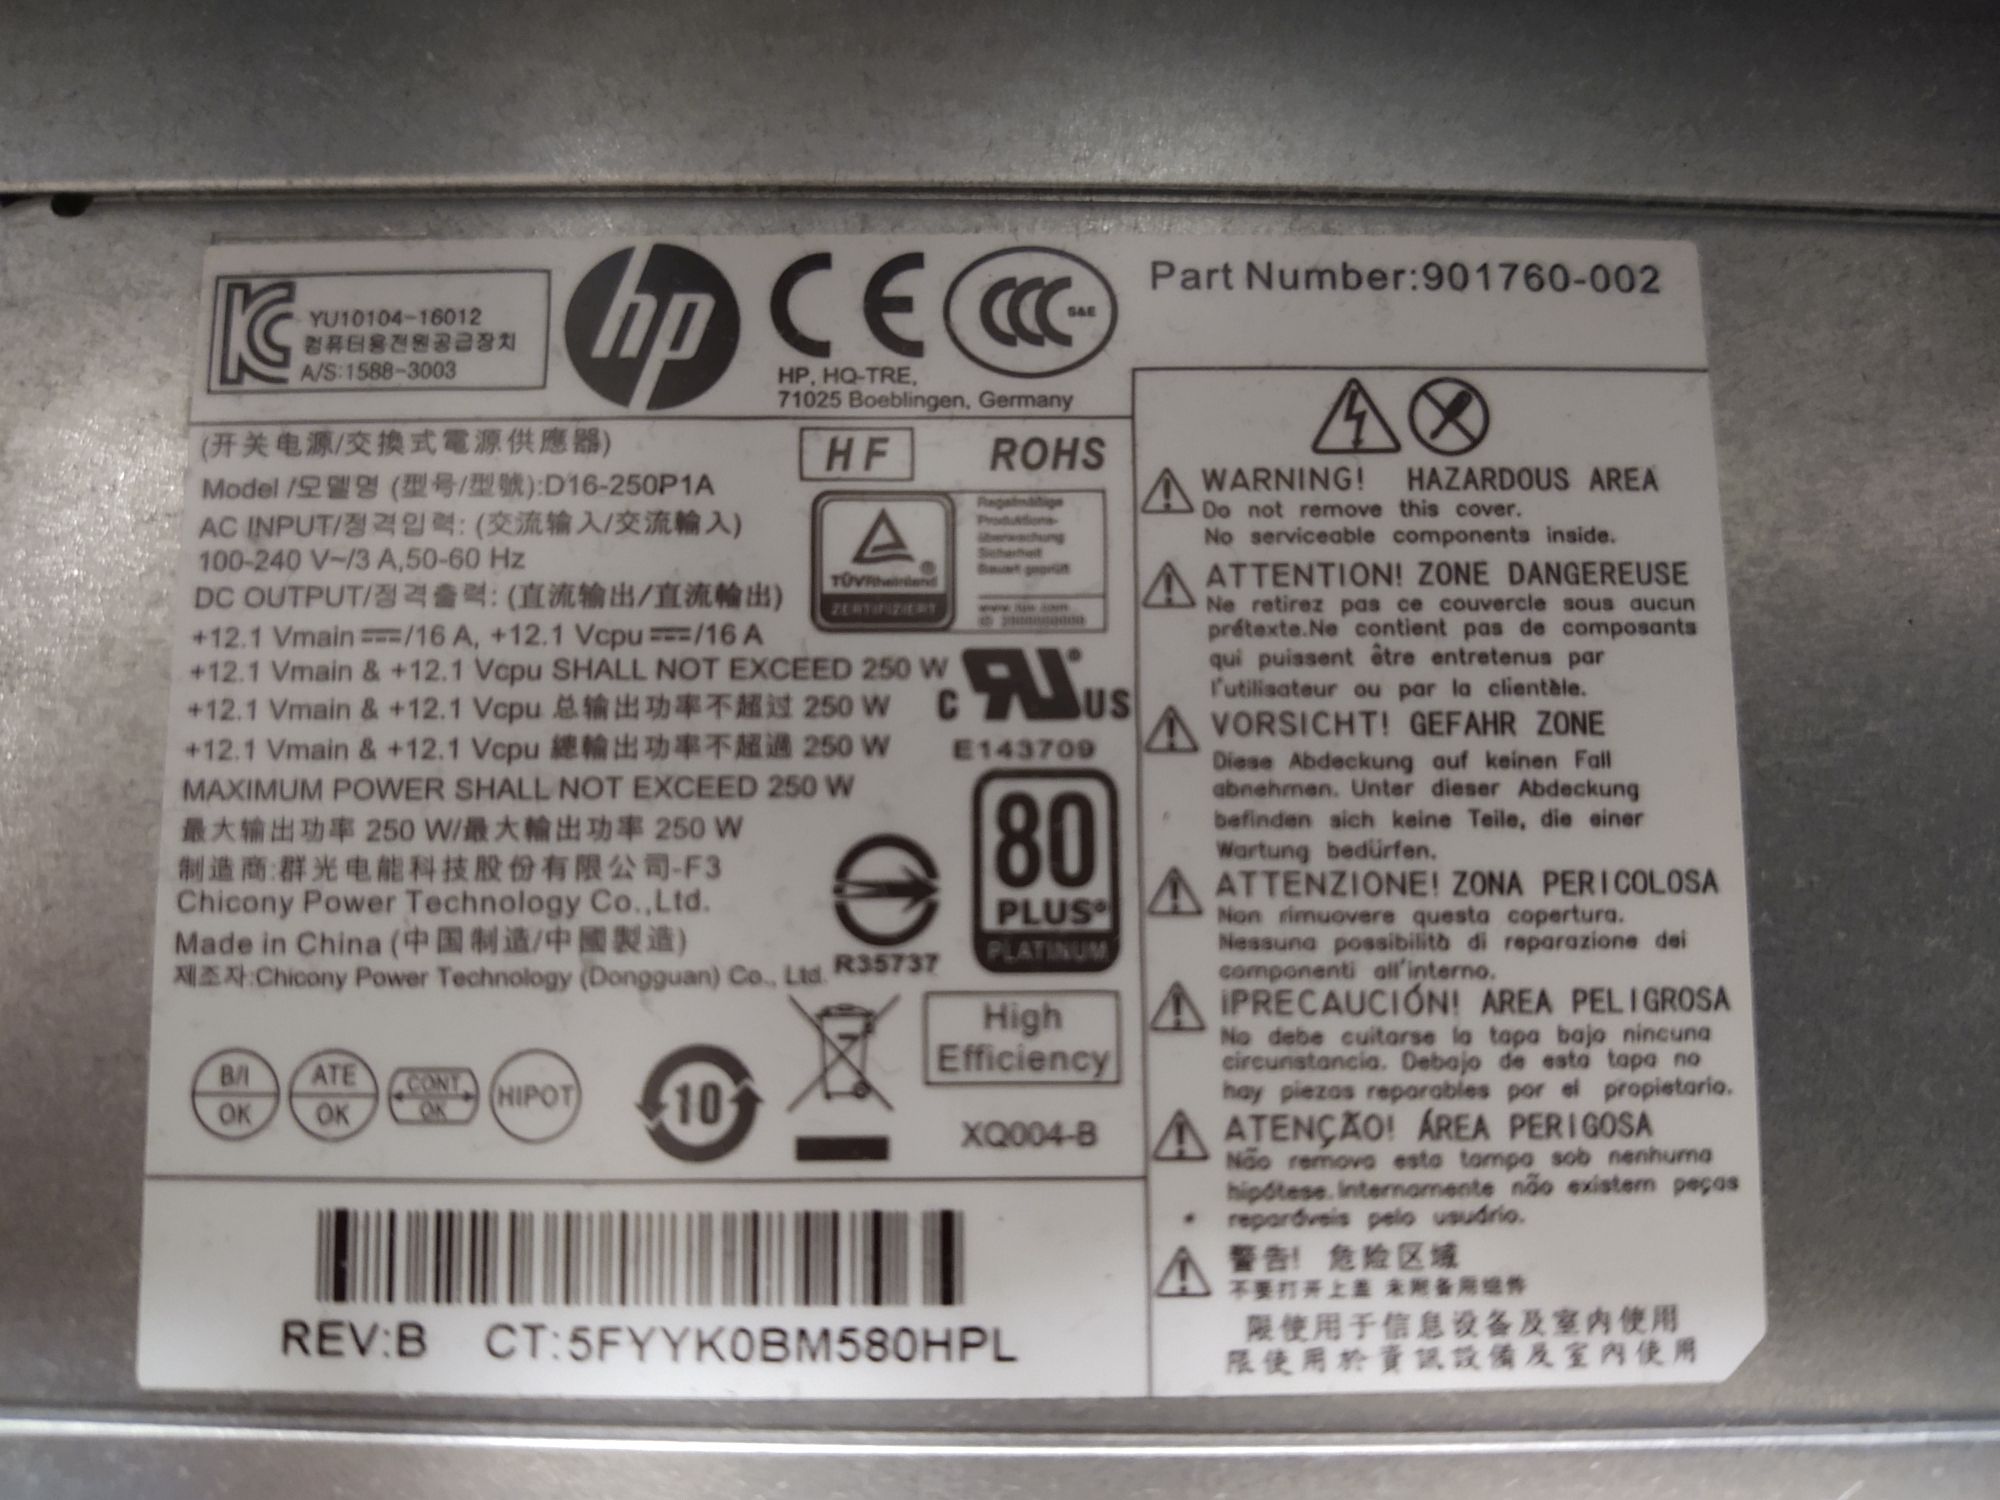 YU10104-16012
컴퓨터용전원공급장치
A/S:1588-3003
hp
CE
HP, HQ-TRE,
71025 Boeblingen, Germany
CCC S&E
Part Number:901760-002
(开关电源/交換式電源供應器)
Model /모델명 (型号/型號):D16-250P1A
AC INPUT/정격입력: (交流输入/交流輸入)
100-240 V~/3 A,50-60 Hz
DC OUTPUT/정격출력: (直流输出/直流輸出)
+12.1 Vmain ⎓/16 A, +12.1 Vcpu ⎓/16 A
+12.1 Vmain & +12.1 Vcpu SHALL NOT EXCEED 250 W
+12.1 Vmain & +12.1 Vcpu 总输出功率不超过 250 W
+12.1 Vmain & +12.1 Vcpu 總輸出功率不超過 250 W
MAXIMUM POWER SHALL NOT EXCEED 250 W
最大输出功率 250 W/最大輸出功率 250 W
制造商:群光电能科技股份有限公司-F3
Chicony Power Technology Co.,Ltd.
Made in China (中国制造/中國製造)
제조자:Chicony Power Technology (Dongguan) Co., Ltd.
HF
ROHS
TÜVRheinland
ZERTIFIZIERT
Regelmäßige
Produktions-
überwachung
Sicherheit
Bauart geprüft
www.tuv.com
C RU US
E143709
80
PLUS®
PLATINUM
R35737
High
Efficiency
XQ004-B
B/I
OK
ATE
OK
CONT
OK
HIPOT
10
REV:B CT:5FYYK0BM580HPL
WARNING! HAZARDOUS AREA
Do not remove this cover.
No serviceable components inside.
ATTENTION! ZONE DANGEREUSE
Ne retirez pas ce couvercle sous aucun
prétexte.Ne contient pas de composants
qui puissent être entretenus par
l'utilisateur ou par la clientèle.
VORSICHT! GEFAHR ZONE
Diese Abdeckung auf keinen Fall
abnehmen. Unter dieser Abdeckung
befinden sich keine Teile, die einer
Wartung bedürfen.
ATTENZIONE! ZONA PERICOLOSA
Non rimuovere questa copertura.
Nessuna possibilità di reparazione dei
componenti all'interno.
¡PRECAUCIÓN! AREA PELIGROSA
No debe cuitarse la tapa bajo nincuna
circunstancia. Debajo de esta tapa no
hay piezas reparables por el propietario.
ATENÇÃO! ÁREA PERIGOSA
Não remova esta tampa sob nenhuma
hipótese.Internamente não existem peças
reparáveis pelo usuário.
警告! 危险区域
不要打开上盖 未附备用组件
限使用于信息设备及室内使用
限使用於資訊設備及室內使用